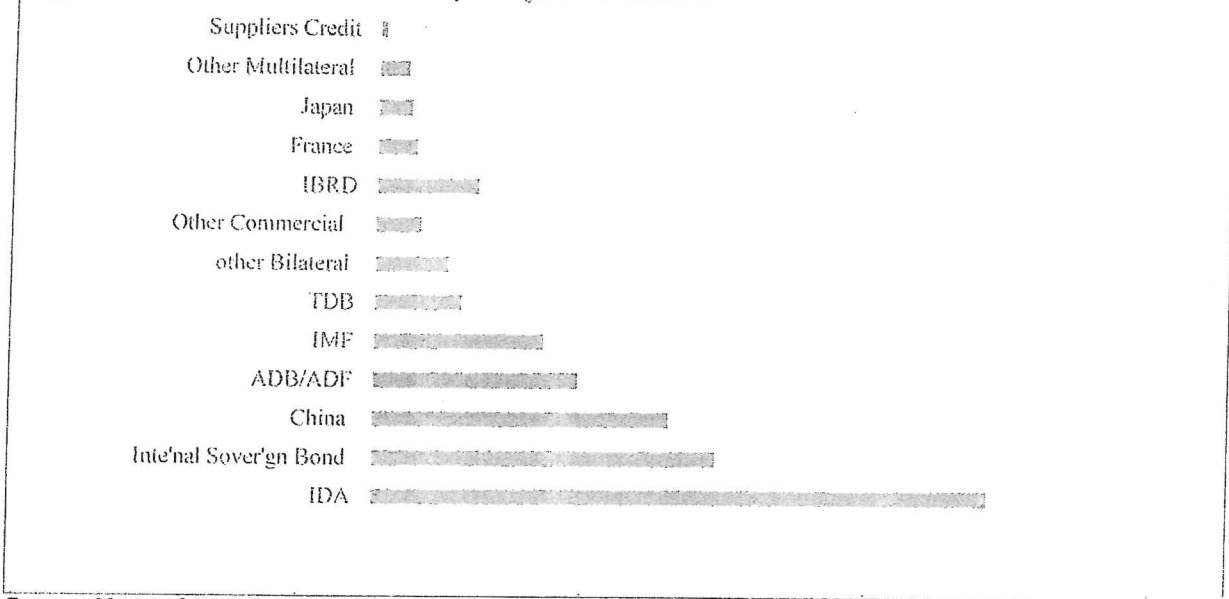 Suppliers Credit
Other Multilateral
Japan
France
IBRD
Other Commercial
other Bilateral
TDB
IMF
ADB/ADF
China
Inte'nal Sover'gn Bond
IDA